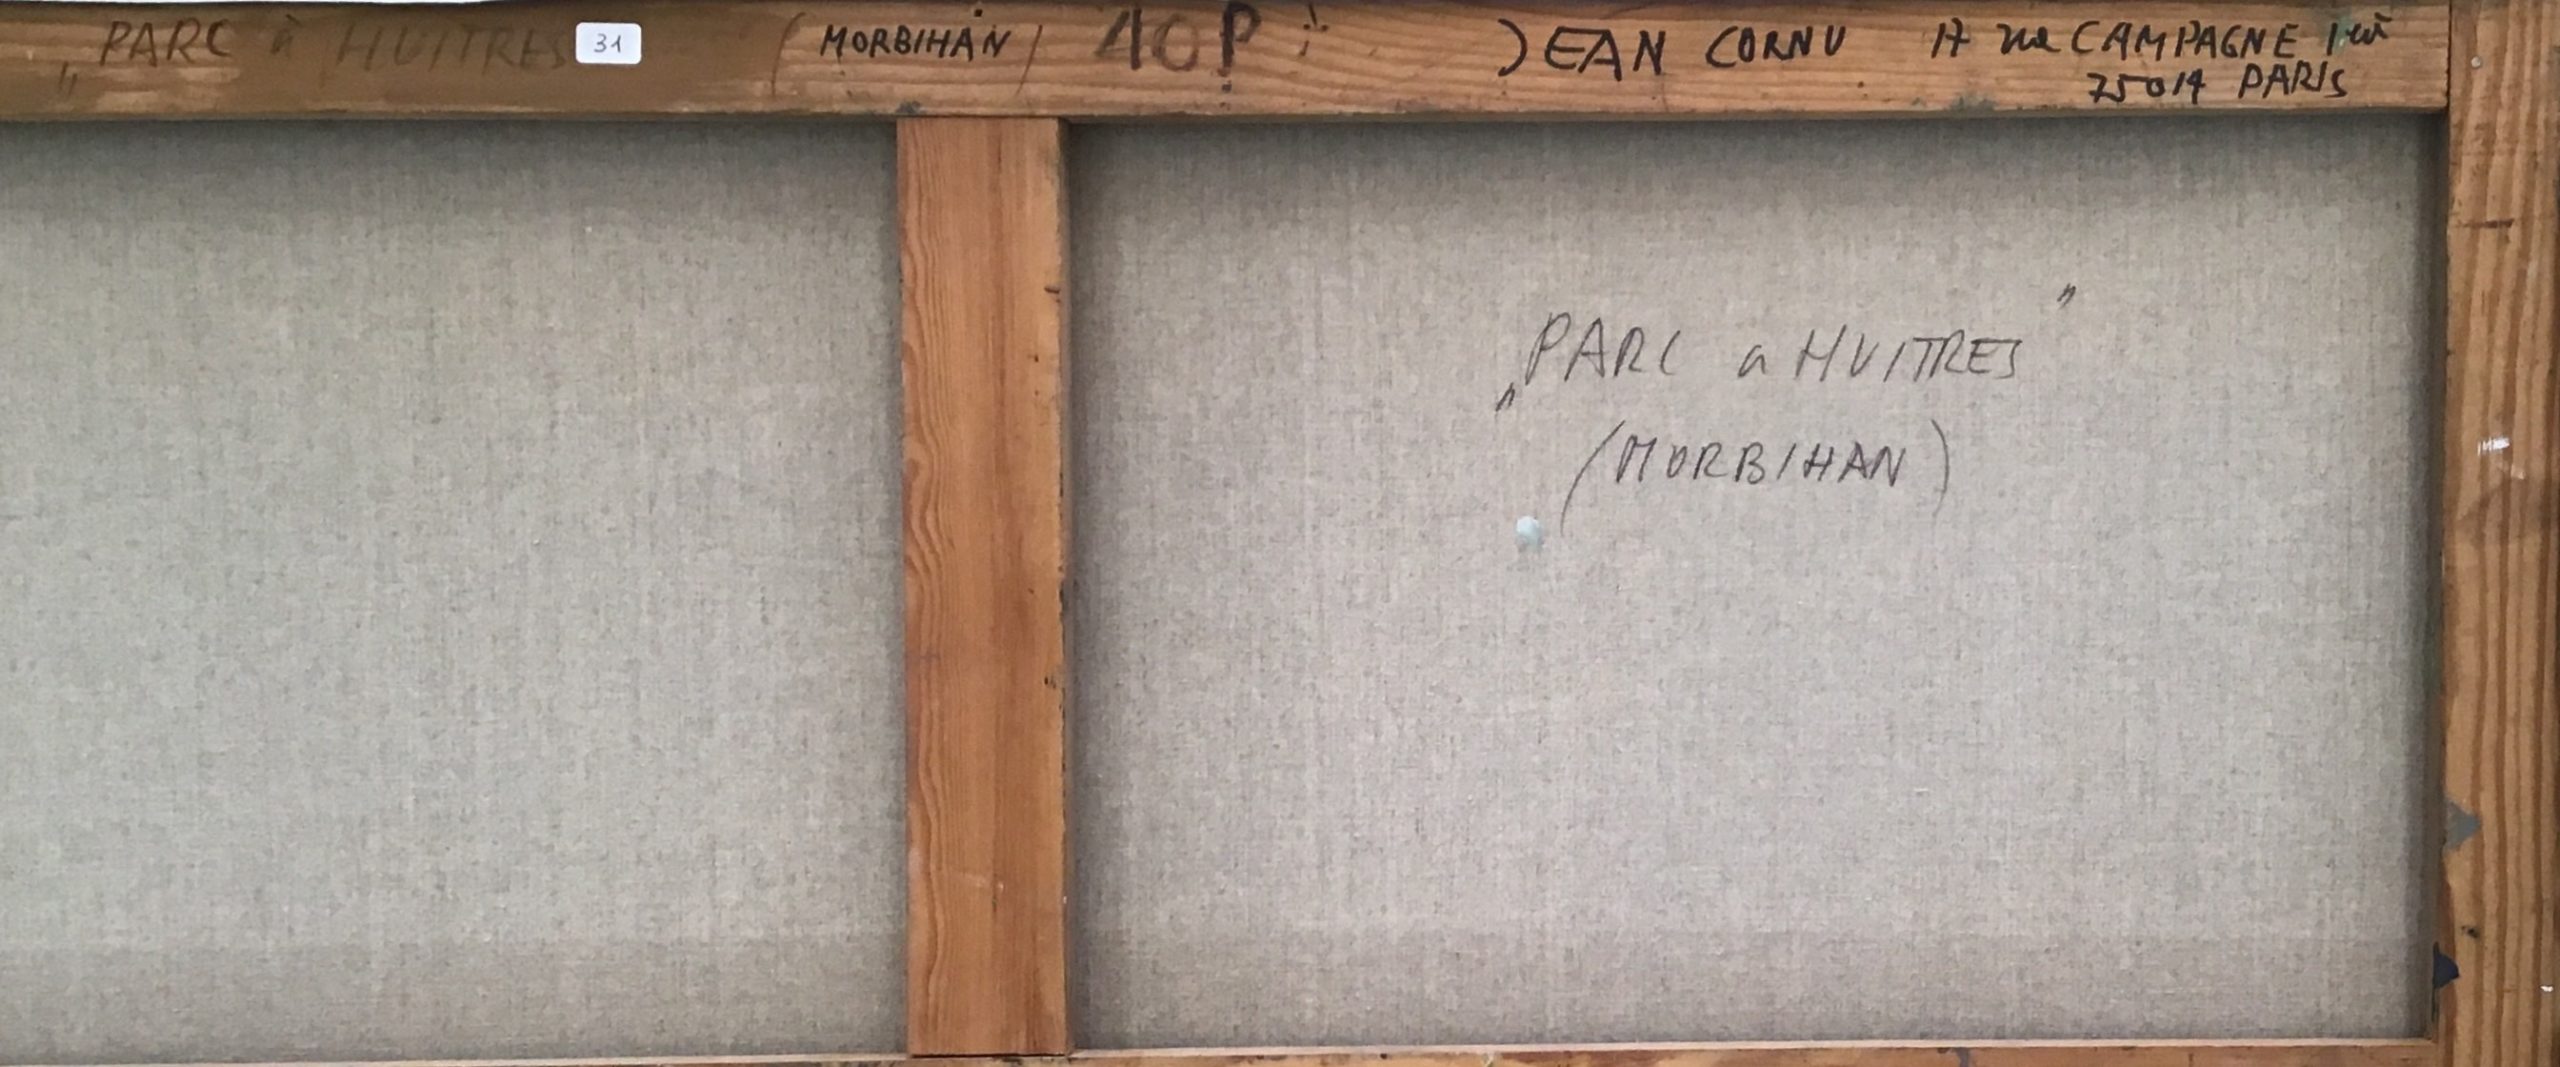 „PARC à HUITRES 31 (MORBIHAN) 40P JEAN CORNU 17 rue CAMPAGNE 1ère
75014 PARIS
„PARC a HUITRES"
(MORBIHAN)